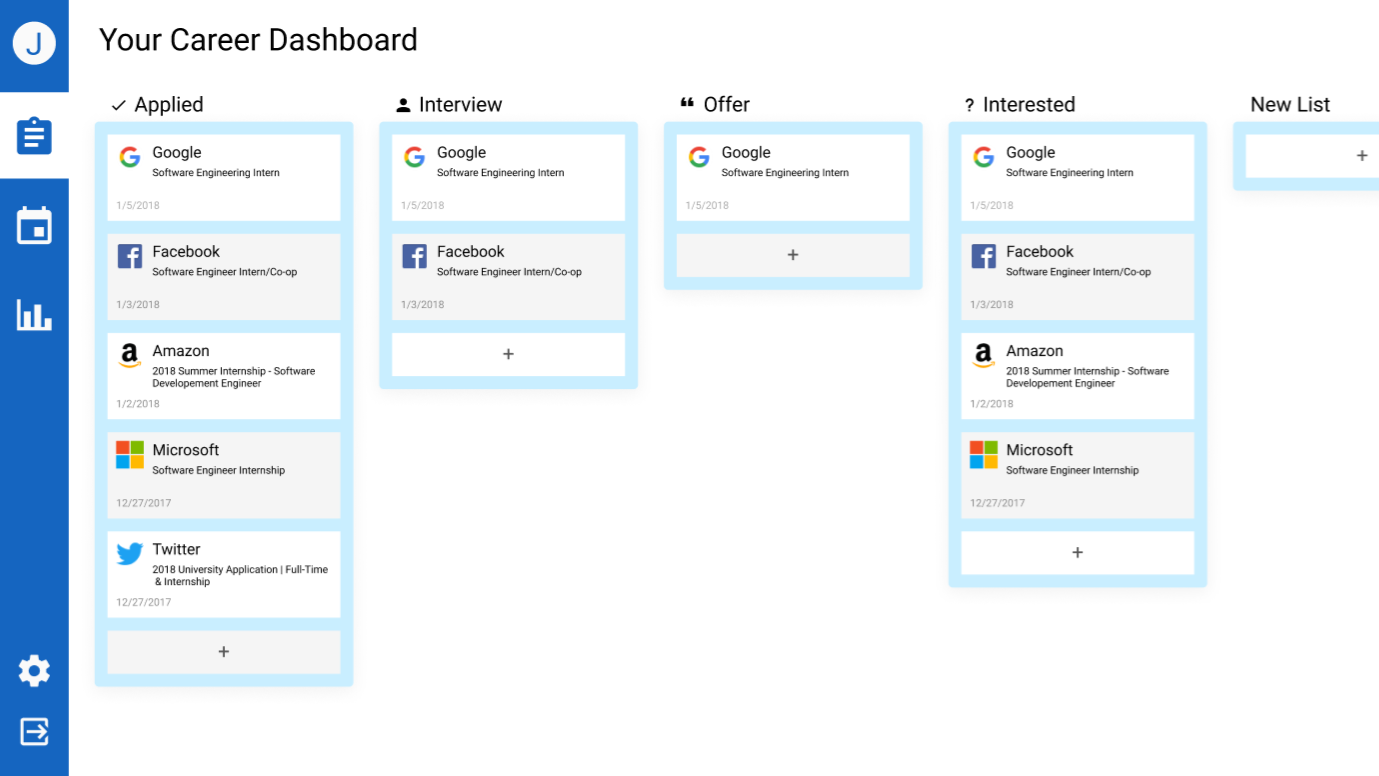 J
Your Career Dashboard
Applied
Google
Software Engineering Intern
1/5/2018
Facebook
Software Engineer Intern/Co-op
1/3/2018
a
Amazon
2018 Summer Internship - Software
Developement Engineer
1/2/2018
Microsoft
Software Engineer Internship
12/27/2017
Twitter
2018 University Application | Full-Time
& Internship
12/27/2017
+
Interview
Google
Software Engineering Intern
1/5/2018
Facebook
Software Engineer Intern/Co-op
1/3/2018
+
Offer
Google
Software Engineering Intern
1/5/2018
+
? Interested
Google
Software Engineering Intern
1/5/2018
Facebook
Software Engineer Intern/Co-op
1/3/2018
a
Amazon
2018 Summer Internship - Software
Developement Engineer
1/2/2018
Microsoft
Software Engineer Internship
12/27/2017
+
New List
+